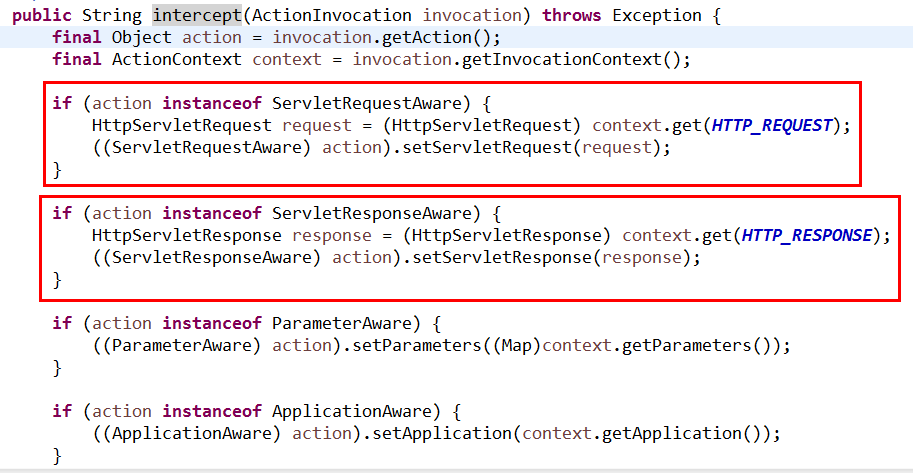 public String intercept(ActionInvocation invocation) throws Exception {
    final Object action = invocation.getAction();
    final ActionContext context = invocation.getInvocationContext();

    if (action instanceof ServletRequestAware) {
        HttpServletRequest request = (HttpServletRequest) context.get(HTTP_REQUEST);
        ((ServletRequestAware) action).setServletRequest(request);
    }

    if (action instanceof ServletResponseAware) {
        HttpServletResponse response = (HttpServletResponse) context.get(HTTP_RESPONSE);
        ((ServletResponseAware) action).setServletResponse(response);
    }

    if (action instanceof ParameterAware) {
        ((ParameterAware) action).setParameters((Map)context.getParameters());
    }

    if (action instanceof ApplicationAware) {
        ((ApplicationAware) action).setApplication(context.getApplication());
    }